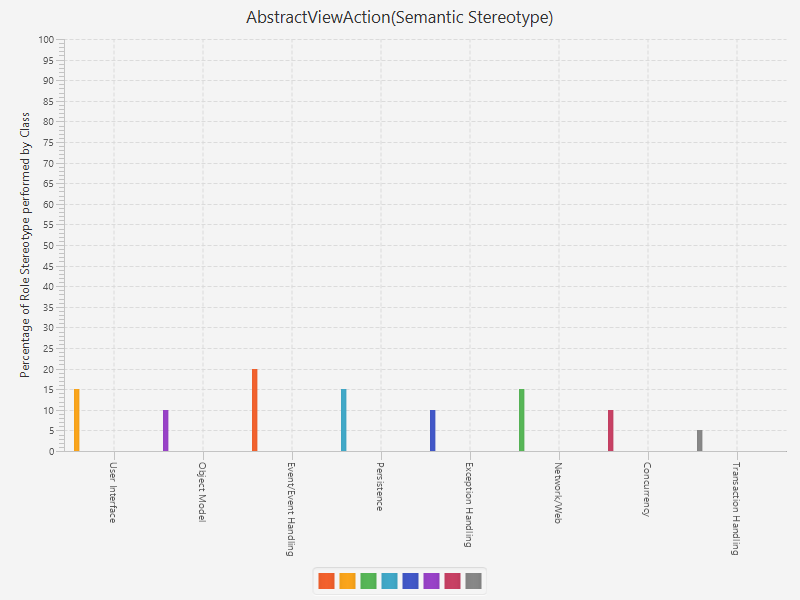 AbstractViewAction(Semantic Stereotype)
Percentage of Role Stereotype performed by Class
100
95
90
85
80
75
70
65
60
55
50
45
40
35
30
25
20
15
10
5
0
User Interface
Object Model
Event/Event Handling
Persistence
Exception Handling
Network/Web
Concurrency
Transaction Handling